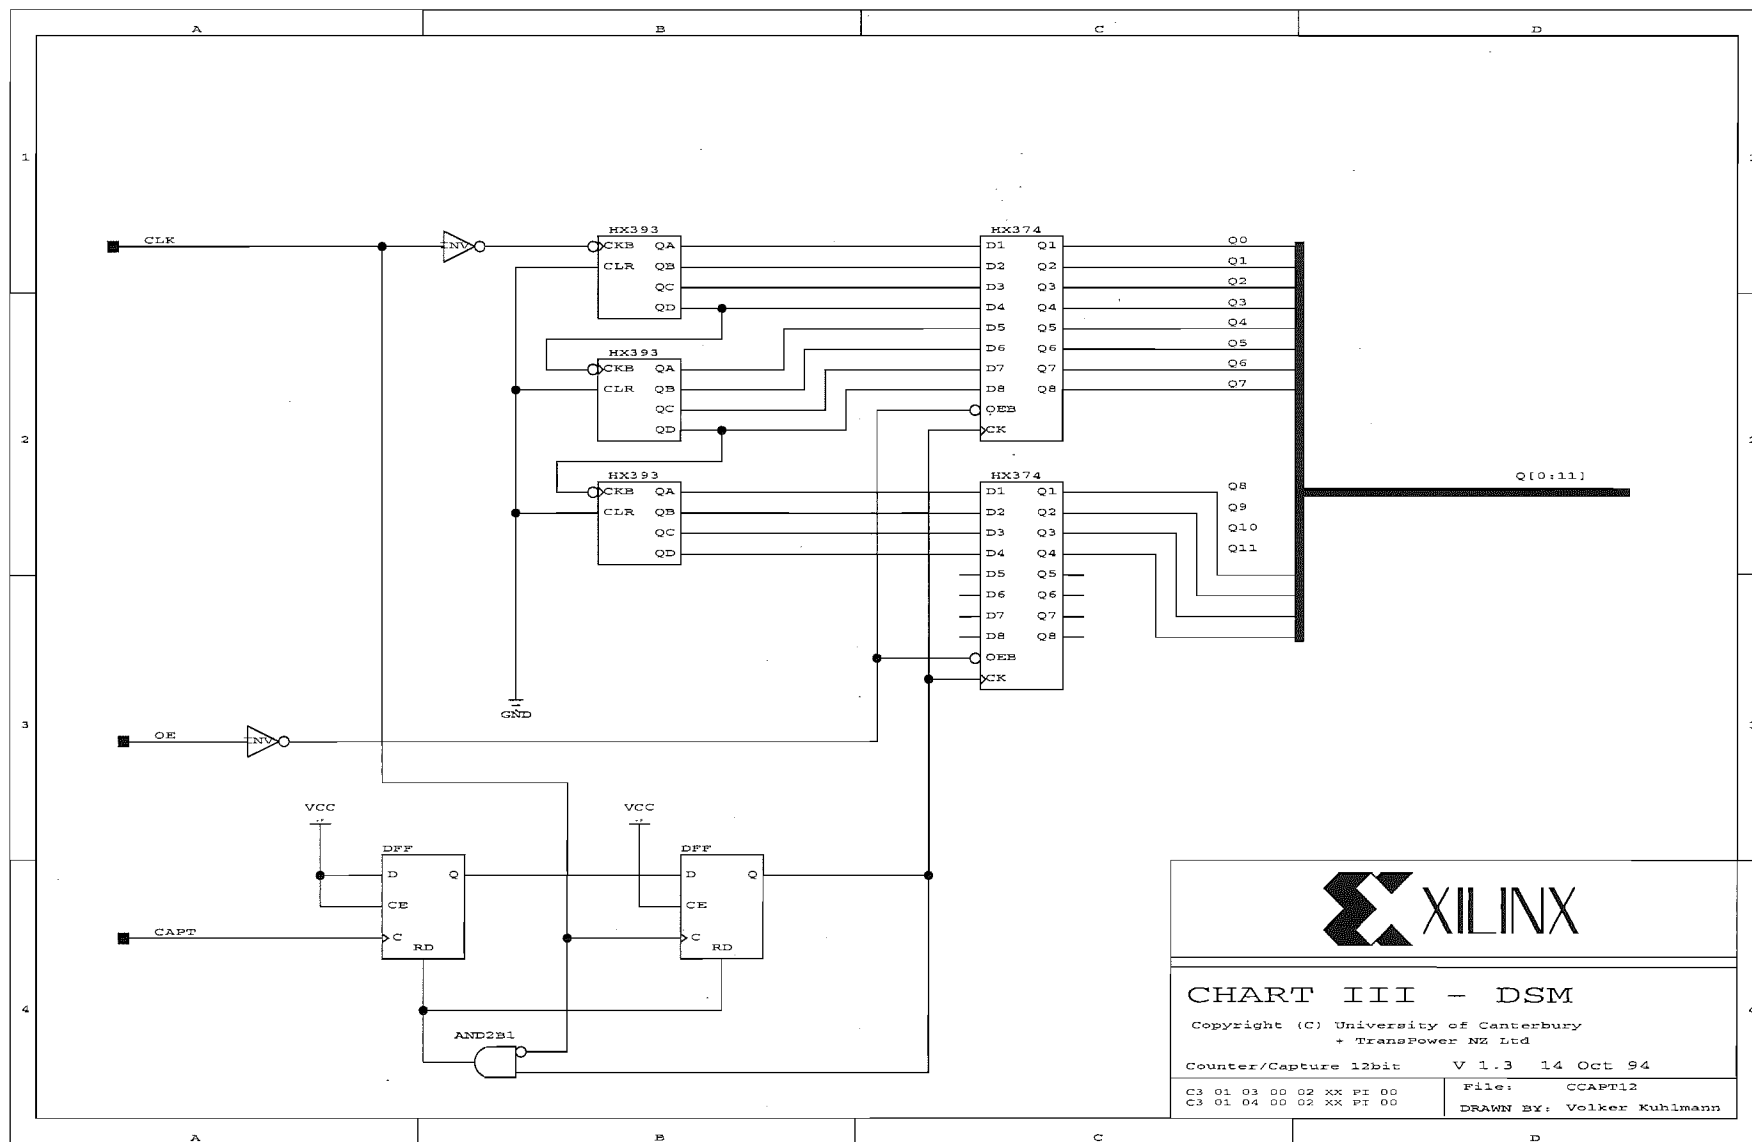 A B C D
1 1
CLK
INV
HX393
CKB QA
CLR QB
QC
QD
HX374
D1 Q1
D2 Q2
D3 Q3
D4 Q4
D5 Q5
D6 Q6
D7 Q7
D8 Q8
OEB
CK
Q0
Q1
Q2
Q3
Q4
Q5
Q6
Q7
HX393
CKB QA
CLR QB
QC
QD
2 2
HX393
CKB QA
CLR QB
QC
QD
HX374
D1 Q1
D2 Q2
D3 Q3
D4 Q4
D5 Q5
D6 Q6
D7 Q7
D8 Q8
OEB
CK
Q8
Q9
Q10
Q11
Q[0:11]
GND
3 3
OE
INV
VCC
VCC
DFF
D Q
CE
C
RD
DFF
D Q
CE
C
RD
CAPT
AND2B1
4 4
XILINX
CHART III - DSM
Copyright (C) University of Canterbury
+ TransPower NZ Ltd
Counter/Capture 12bit V 1.3 14 Oct 94
C3 01 03 00 02 XX PI 00
C3 01 04 00 02 XX PI 00
File: CCAPT12
DRAWN BY: Volker Kuhlmann
A B C D